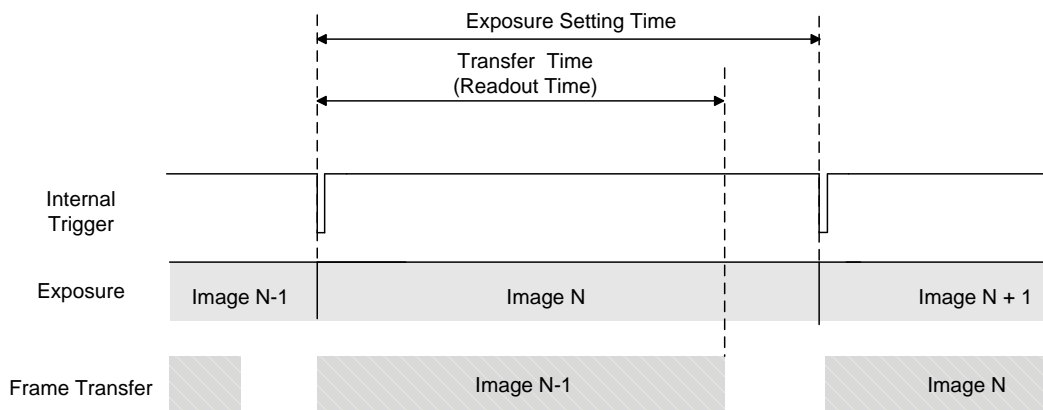 Exposure Setting Time
Transfer Time
(Readout Time)
Internal
Trigger
Exposure
Image N-1
Image N
Image N + 1
Frame Transfer
Image N-1
Image N